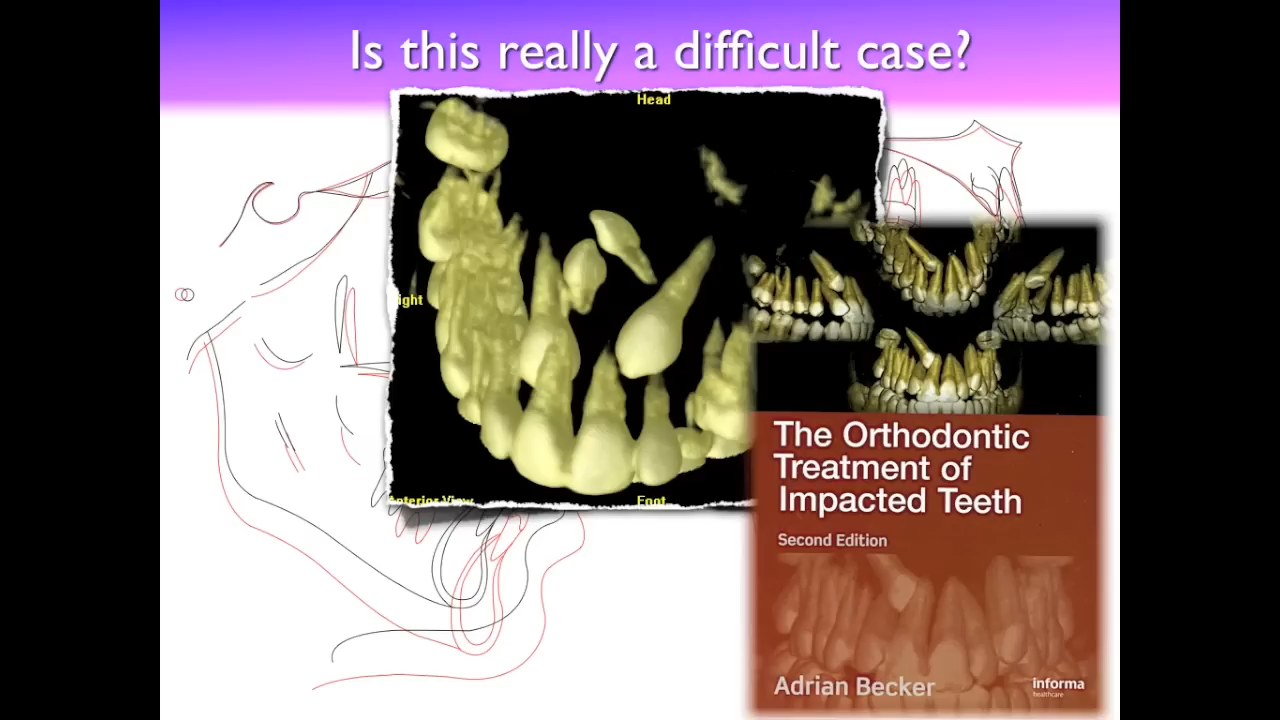 Is this really a difficult case?
Head
ight
Anterior View
Foot
The Orthodontic
Treatment of
Impacted Teeth
Second Edition
Adrian Becker
informa
healthcare